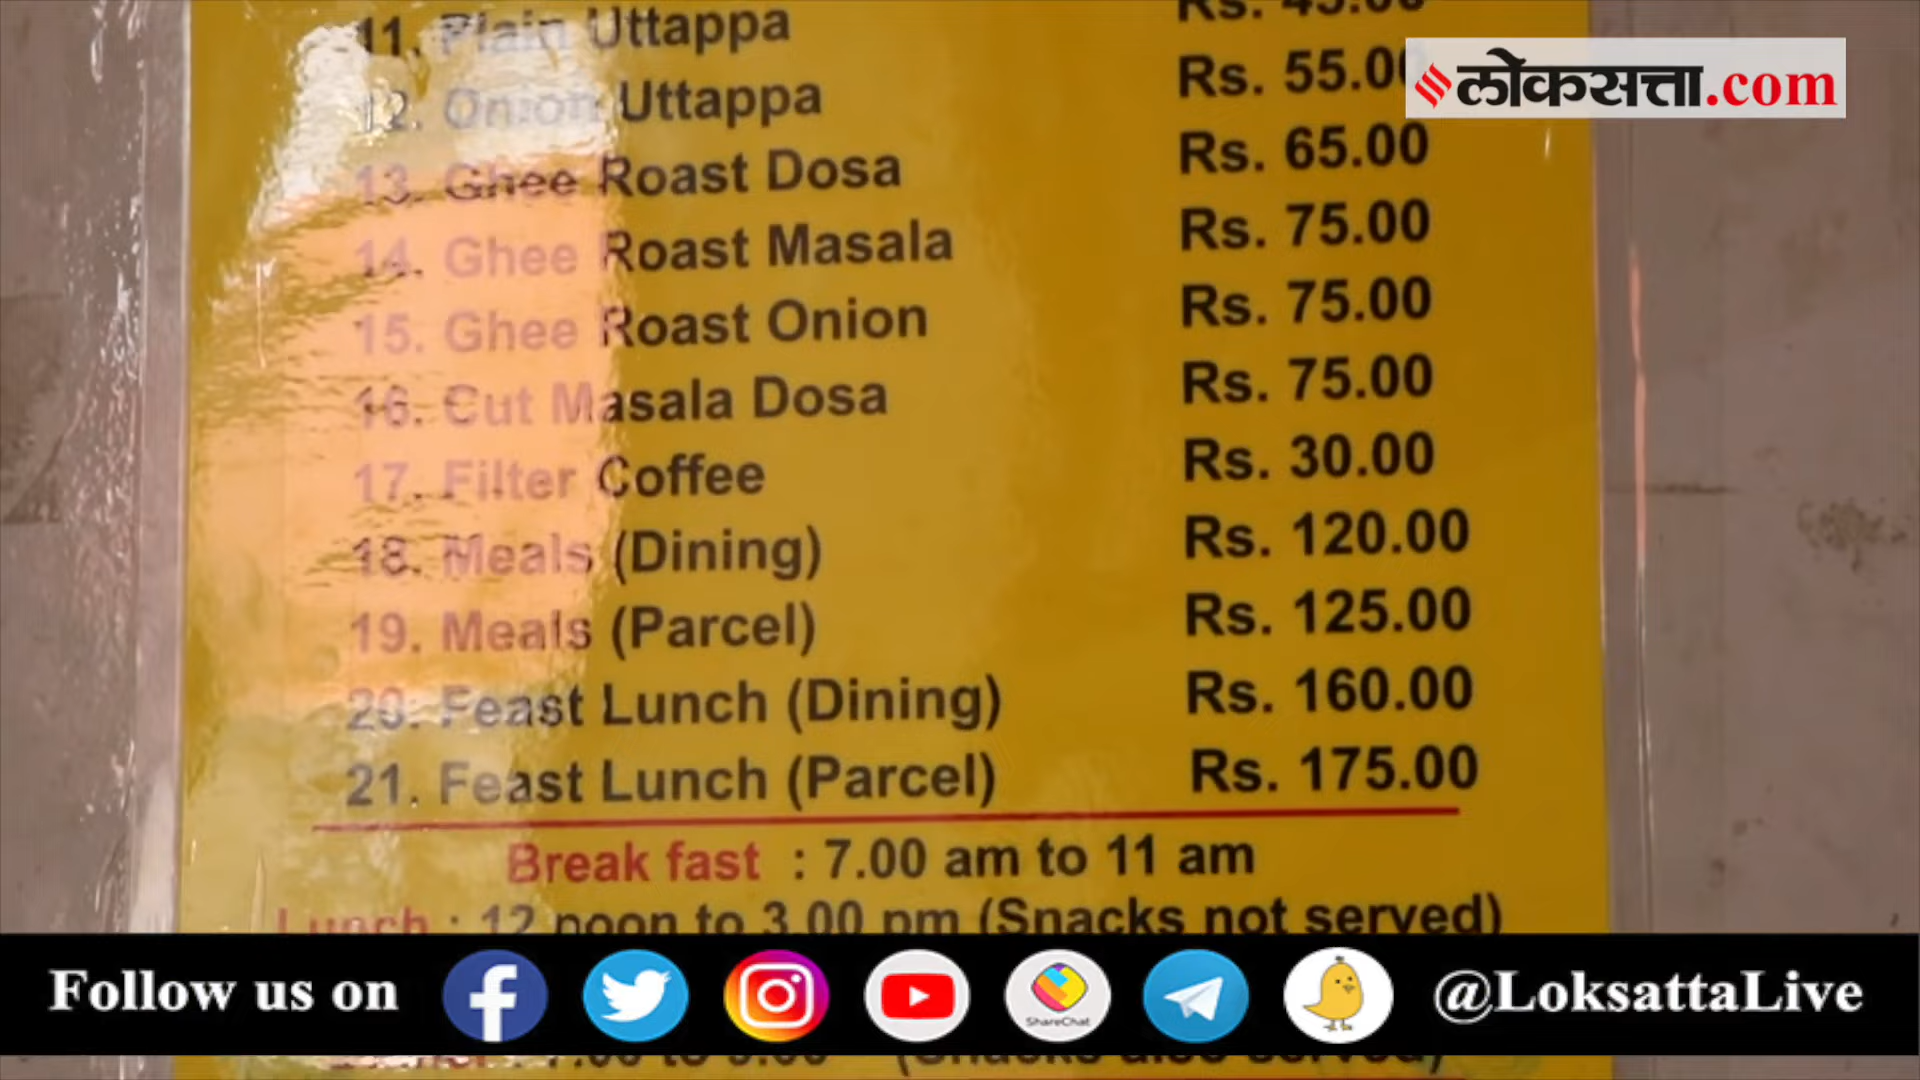 11. Plain Uttappa Rs. 45.00
लोकसत्ता.com
12. Onion Uttappa Rs. 55.00
13. Ghee Roast Dosa Rs. 65.00
14. Ghee Roast Masala Rs. 75.00
15. Ghee Roast Onion Rs. 75.00
16. Cut Masala Dosa Rs. 75.00
17. Filter Coffee Rs. 30.00
18. Meals (Dining) Rs. 120.00
19. Meals (Parcel) Rs. 125.00
20. Feast Lunch (Dining) Rs. 160.00
21. Feast Lunch (Parcel) Rs. 175.00
Break fast : 7.00 am to 11 am
Lunch : 12 noon to 3.00 pm (Snacks not served)
Follow us on ShareChat @LoksattaLive
(Snacks also served)